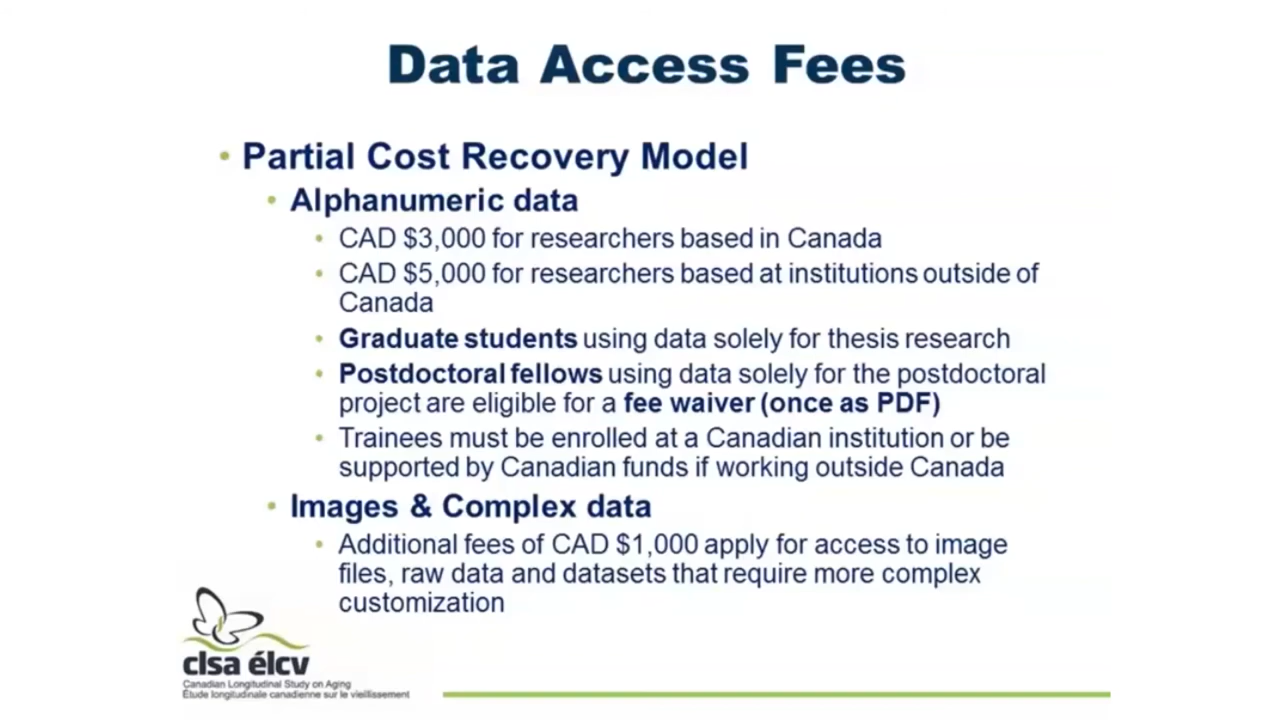 Data Access Fees
• Partial Cost Recovery Model
• Alphanumeric data
• CAD $3,000 for researchers based in Canada
• CAD $5,000 for researchers based at institutions outside of
Canada
• Graduate students using data solely for thesis research
• Postdoctoral fellows using data solely for the postdoctoral
project are eligible for a fee waiver (once as PDF)
• Trainees must be enrolled at a Canadian institution or be
supported by Canadian funds if working outside Canada
• Images & Complex data
• Additional fees of CAD $1,000 apply for access to image
files, raw data and datasets that require more complex
customization
clsa élcv
Canadian Longitudinal Study on Aging
Étude longitudinale canadienne sur le vieillissement